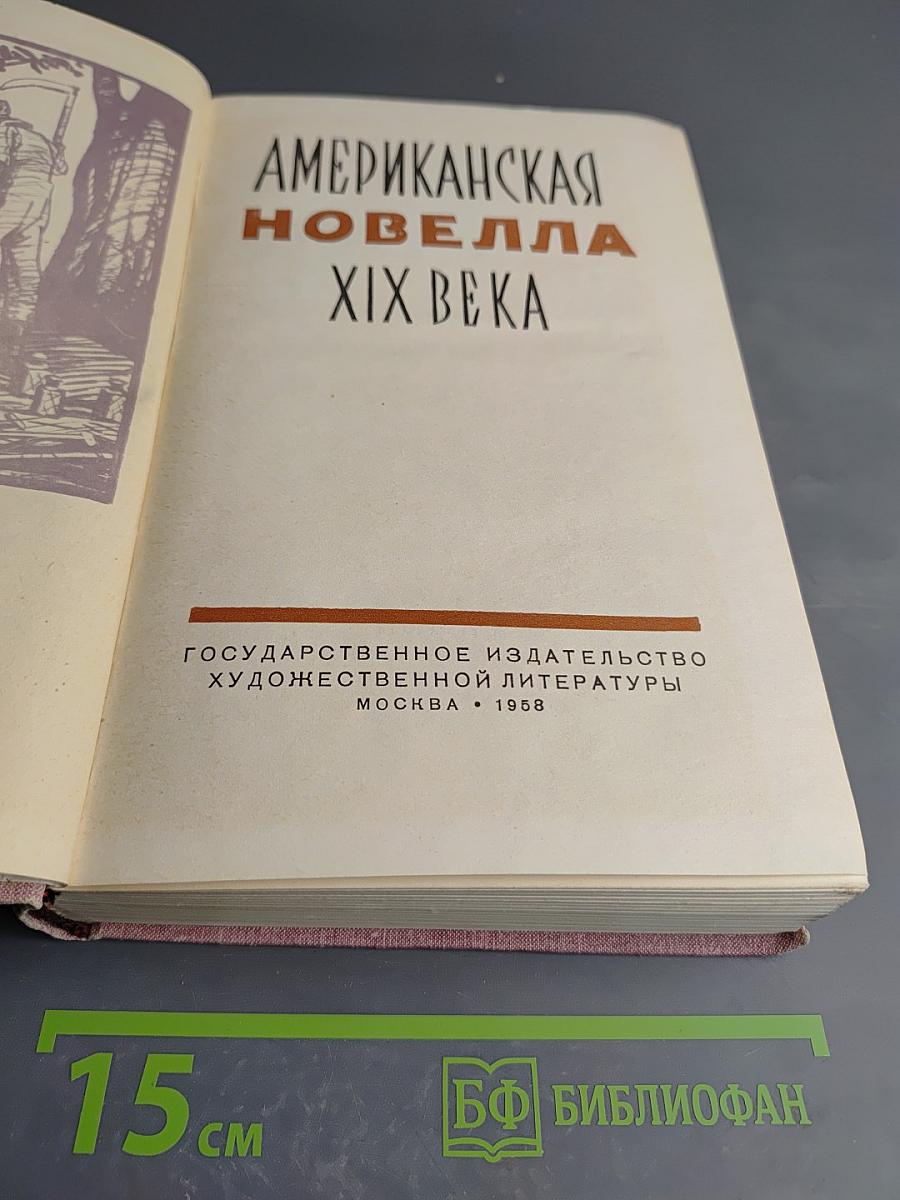 АМЕРИКАНСКАЯ
НОВЕЛЛА
XIX ВЕКА
ГОСУДАРСТВЕННОЕ ИЗДАТЕЛЬСТВО
ХУДОЖЕСТВЕННОЙ ЛИТЕРАТУРЫ
МОСКВА • 1958
15 см
БФ БИБЛИОФАН